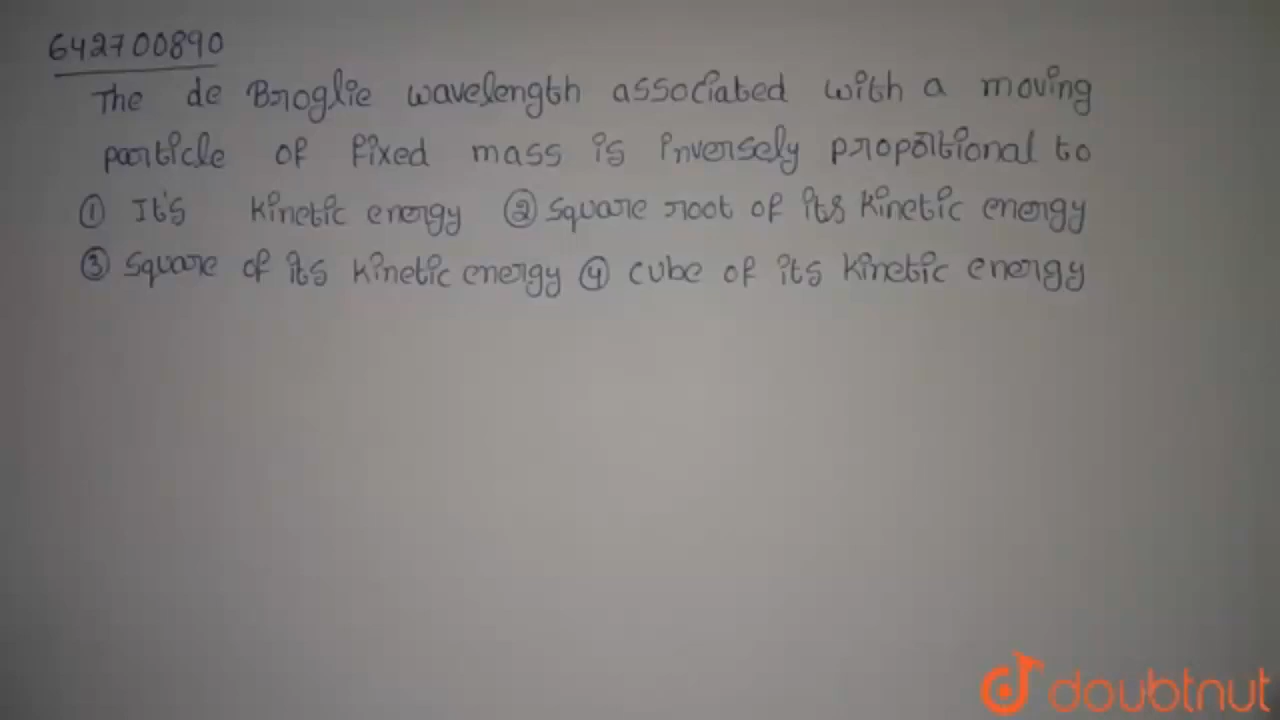 642700890
The de Broglie wavelength associated with a moving
particle of fixed mass is inversely proportional to
① It's kinetic energy ② square root of its kinetic energy
③ square of its kinetic energy ④ cube of its kinetic energy
doubtnut